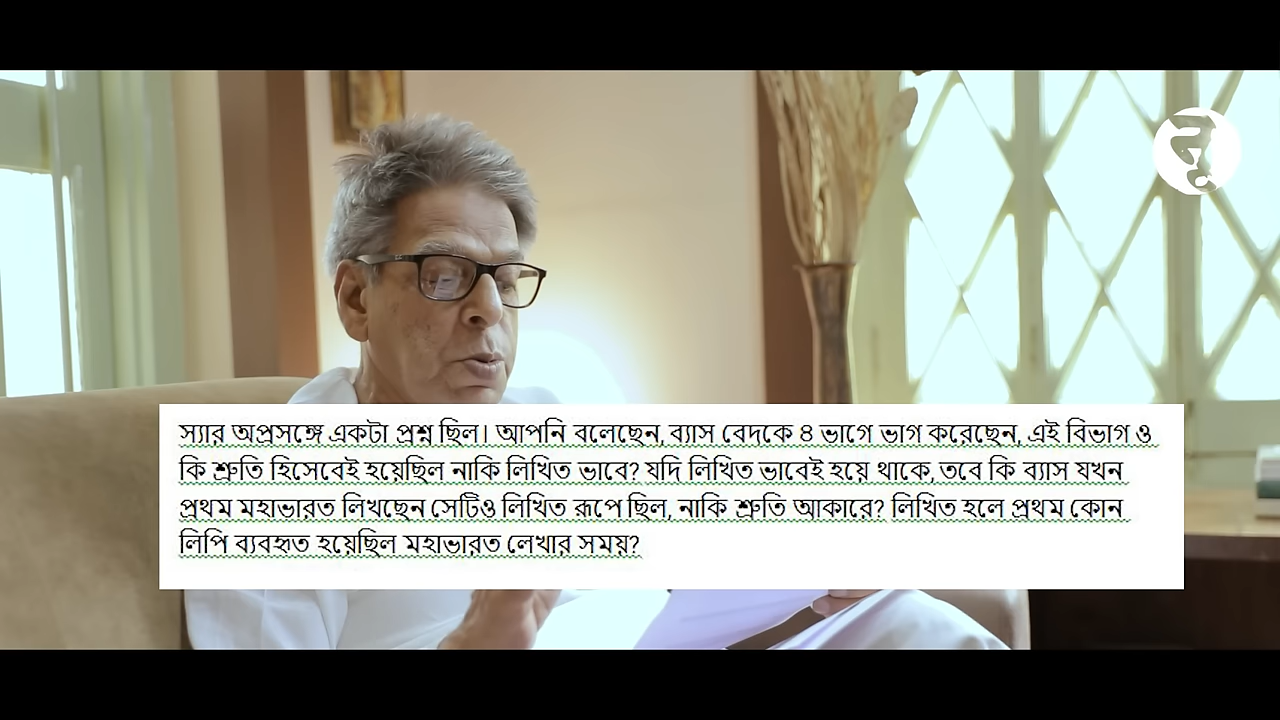 স্যার অপ্রসঙ্গে একটা প্রশ্ন ছিল। আপনি বলেছেন, ব্যাস বেদকে ৪ ভাগে ভাগ করেছেন, এই বিভাগ ও
কি শ্রুতি হিসেবেই হয়েছিল নাকি লিখিত ভাবে? যদি লিখিত ভাবেই হয়ে থাকে, তবে কি ব্যাস যখন
প্রথম মহাভারত লিখছেন সেটিও লিখিত রূপে ছিল, নাকি শ্রুতি আকারে? লিখিত হলে প্রথম কোন
লিপি ব্যবহৃত হয়েছিল মহাভারত লেখার সময়?